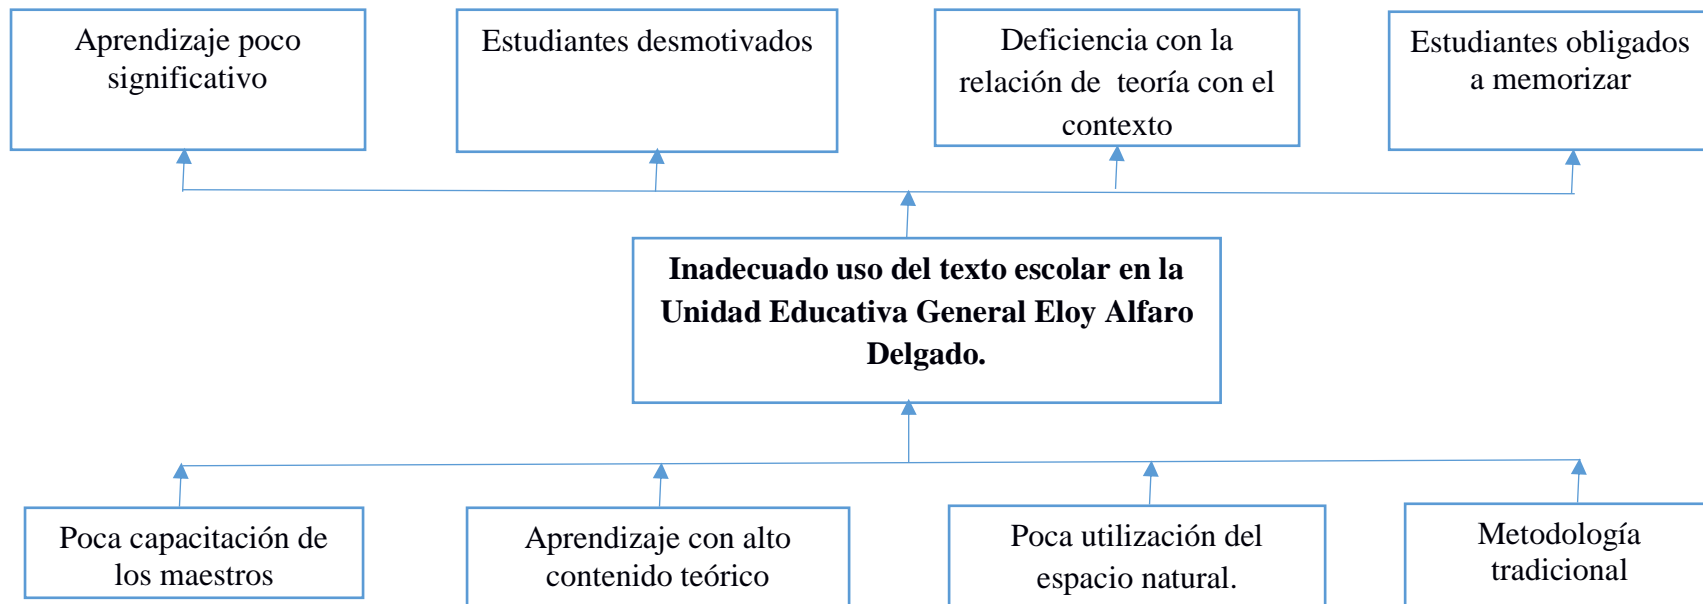 Aprendizaje poco
significativo
Estudiantes desmotivados
Deficiencia con la
relación de teoría con el
contexto
Estudiantes obligados
a memorizar
Inadecuado uso del texto escolar en la
Unidad Educativa General Eloy Alfaro
Delgado.
Poca capacitación de
los maestros
Aprendizaje con alto
contenido teórico
Poca utilización del
espacio natural.
Metodología
tradicional